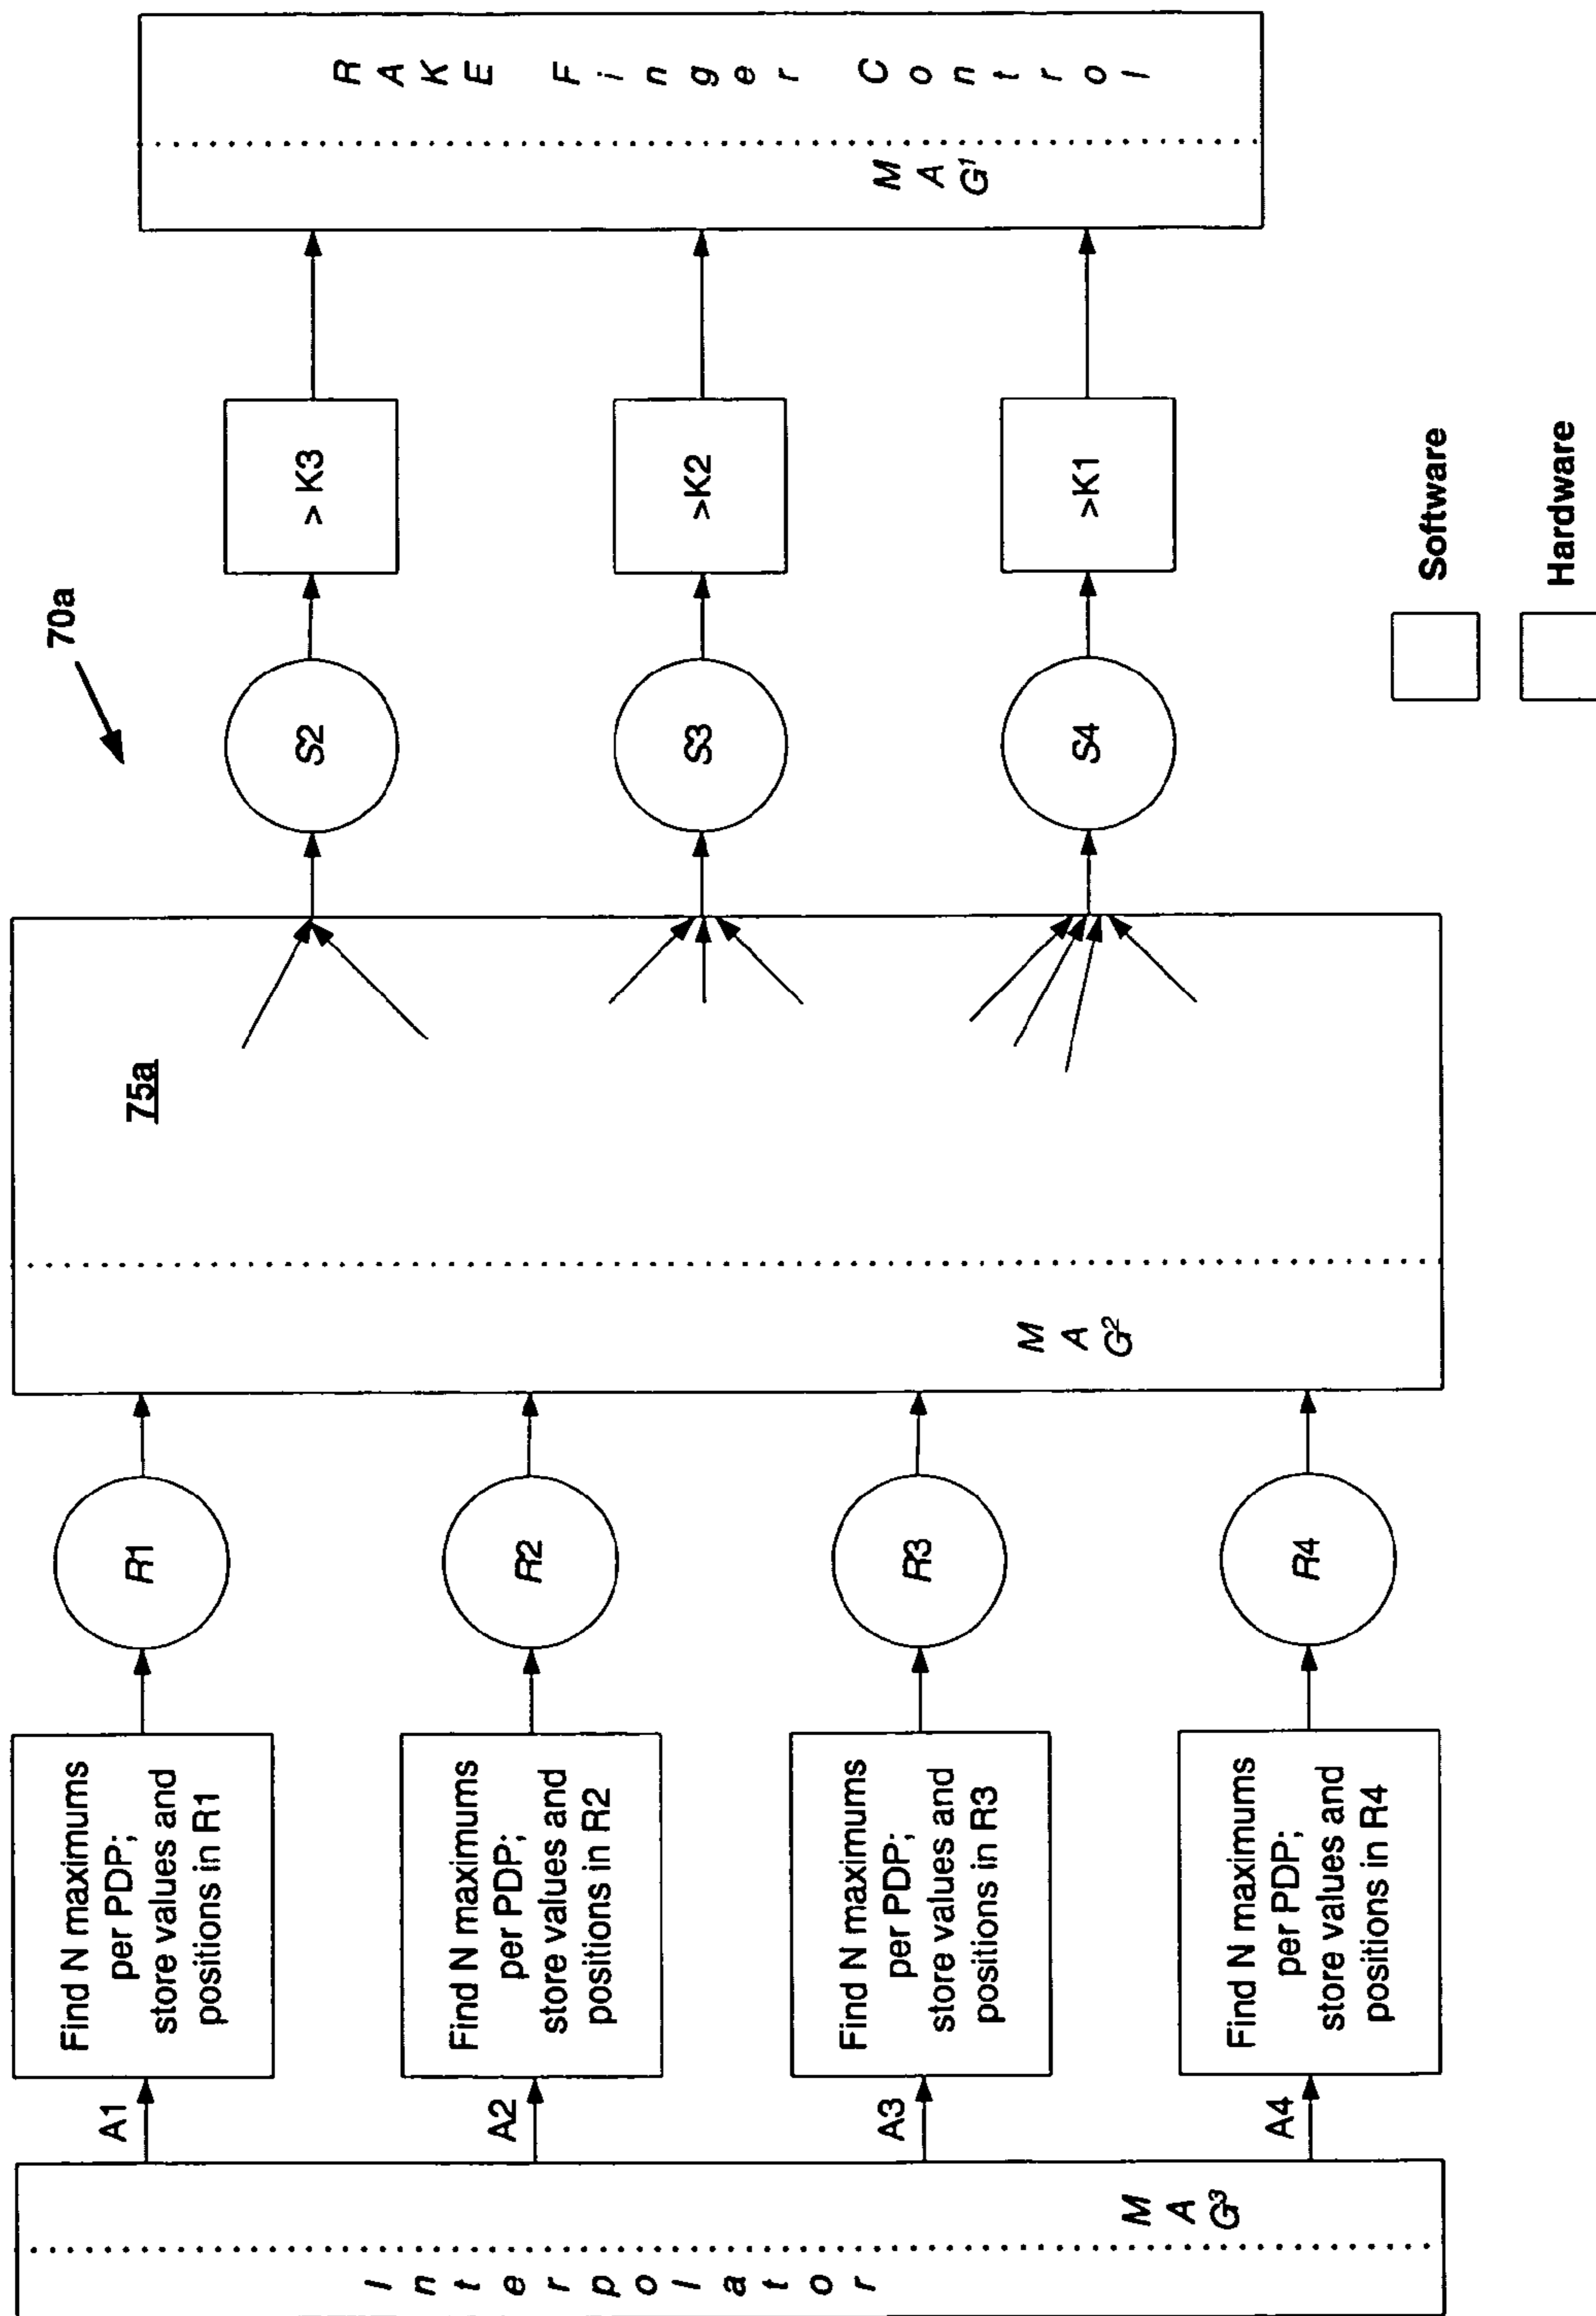 70a
Interpolator
MAG³
A1
Find N maximums
per PDP;
store values and
positions in R1
R1
A2
Find N maximums
per PDP;
store values and
positions in R2
R2
A3
Find N maximums
per PDP;
store values and
positions in R3
R3
A4
Find N maximums
per PDP;
store values and
positions in R4
R4
MAG²
75a
S2
> K3
S3
>K2
S4
>K1
MAG¹
RAKE Finger Control
Software
Hardware